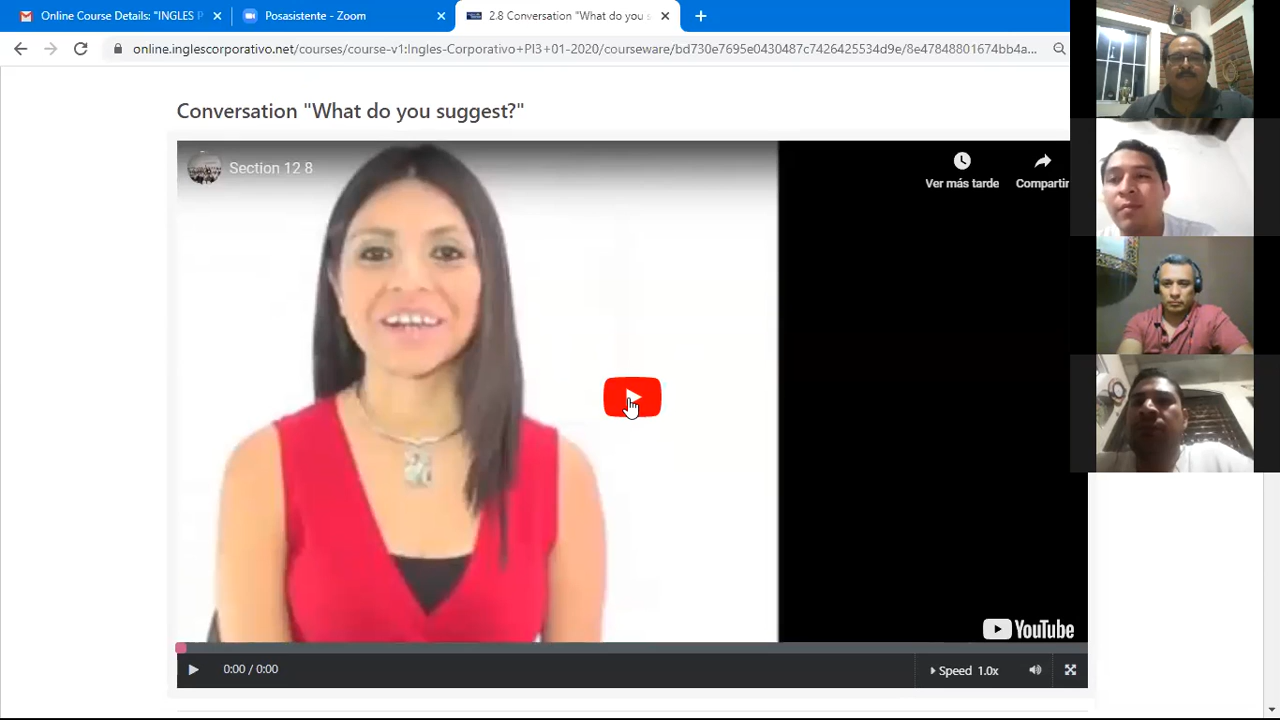 Online Course Details: "INGLES P
Posasistente - Zoom
2.8 Conversation "What do you s
online.inglescorporativo.net/courses/course-v1:Ingles-Corporativo+PI3+01-2020/courseware/bd730e7695e0430487c7426425534d9e/8e47848801674bb4a...
Conversation "What do you suggest?"
Section 12 8
Ver más tarde
Compartir
YouTube
0:00 / 0:00
Speed 1.0x